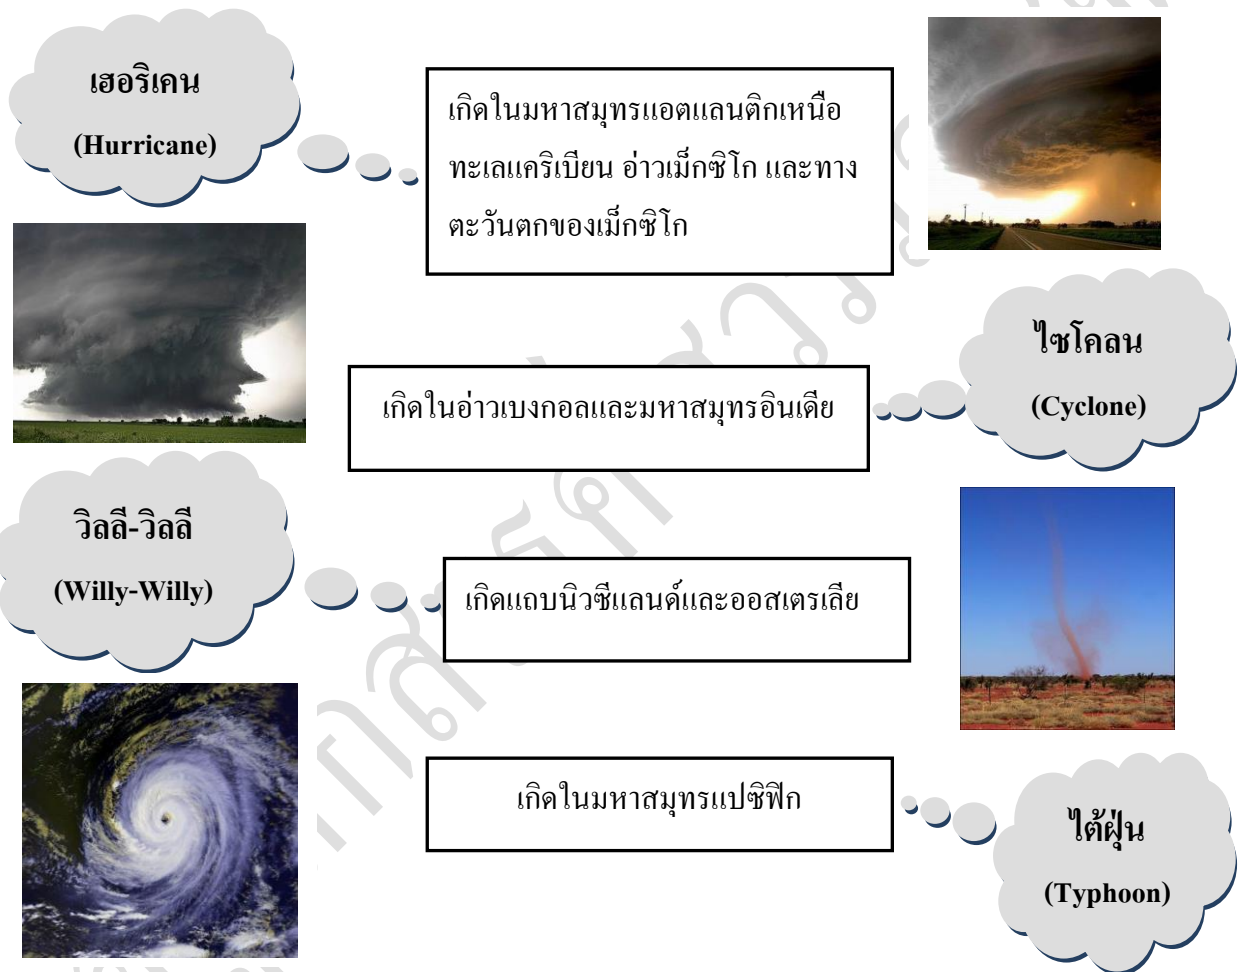 เฮอริเคน
(Hurricane)
เกิดในมหาสมุทรแอตแลนติกเหนือ
ทะเลแคริเบียน อ่าวเม็กซิโก และทาง
ตะวันตกของเม็กซิโก
ไซโคลน
(Cyclone)
เกิดในอ่าวเบงกอลและมหาสมุทรอินเดีย
วิลลี-วิลลี
(Willy-Willy)
เกิดแถบนิวซีแลนด์และออสเตรเลีย
เกิดในมหาสมุทรแปซิฟิก
ไต้ฝุ่น
(Typhoon)